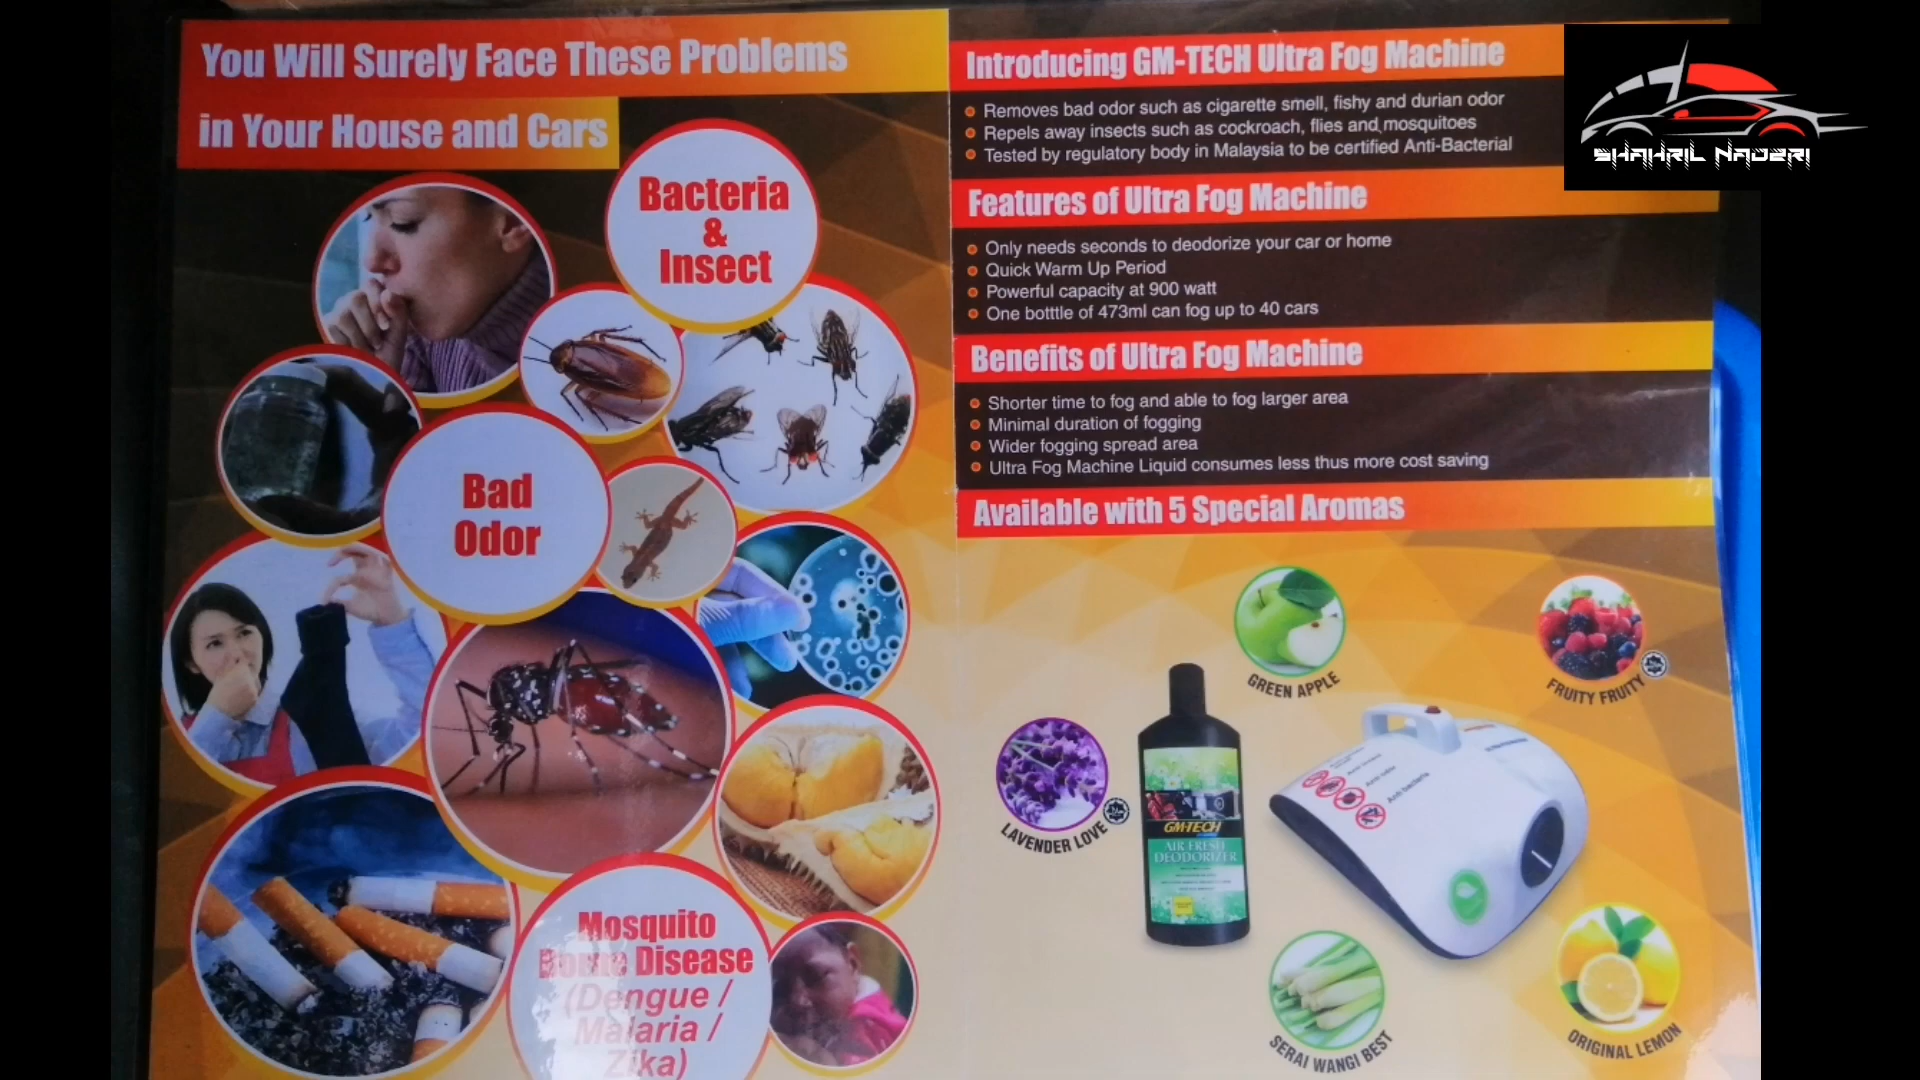 You Will Surely Face These Problems
in Your House and Cars
Bacteria
&
Insect
Bad
Odor
Mosquito
Borne Disease
(Dengue /
Malaria /
Zika)
Introducing GM-TECH Ultra Fog Machine
Removes bad odor such as cigarette smell, fishy and durian odor
Repels away insects such as cockroach, flies and mosquitoes
Tested by regulatory body in Malaysia to be certified Anti-Bacterial
Features of Ultra Fog Machine
Only needs seconds to deodorize your car or home
Quick Warm Up Period
Powerful capacity at 900 watt
One botttle of 473ml can fog up to 40 cars
Benefits of Ultra Fog Machine
Shorter time to fog and able to fog larger area
Minimal duration of fogging
Wider fogging spread area
Ultra Fog Machine Liquid consumes less thus more cost saving
Available with 5 Special Aromas
GREEN APPLE
FRUITY FRUITY
LAVENDER LOVE
GM-TECH
AIR FRESH
DEODORIZER
Anti bacteria
SERAI WANGI BEST
ORIGINAL LEMON
SHAHRIL NADZRI